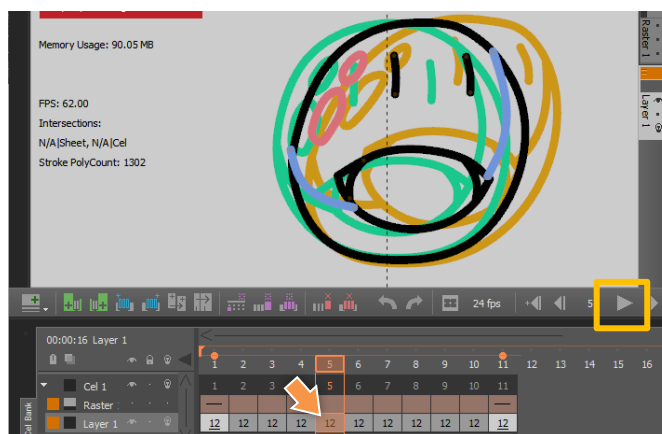 Memory Usage: 90.05 MB
FPS: 62.00
Intersections:
N/A|Sheet, N/A|Cel
Stroke PolyCount: 1302
Raster 1
Layer 1
24 fps
5
00:00:16 Layer 1
1 2 3 4 5 6 7 8 9 10 11 12 13 14 15 16
Cel 1
1 2 3 4 5 6 7 8 9 10 11
Raster
Layer 1
12 12 12 12 12 12 12 12 12 12 12
Cel Bank